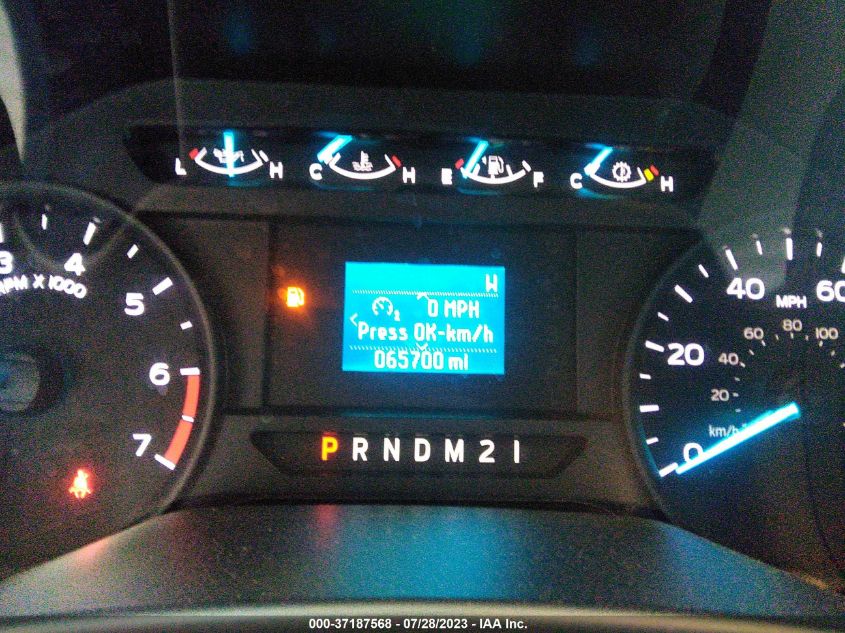 L H C H E F C H
3 4 5 6 7
RPM X 1000
W
2 0 MPH
Press OK-km/h
065700 mi
P R N D M 2 1
0 20 40 60
MPH
20 40 60 80 100
km/h
000-37187568 - 07/28/2023 - IAA Inc.